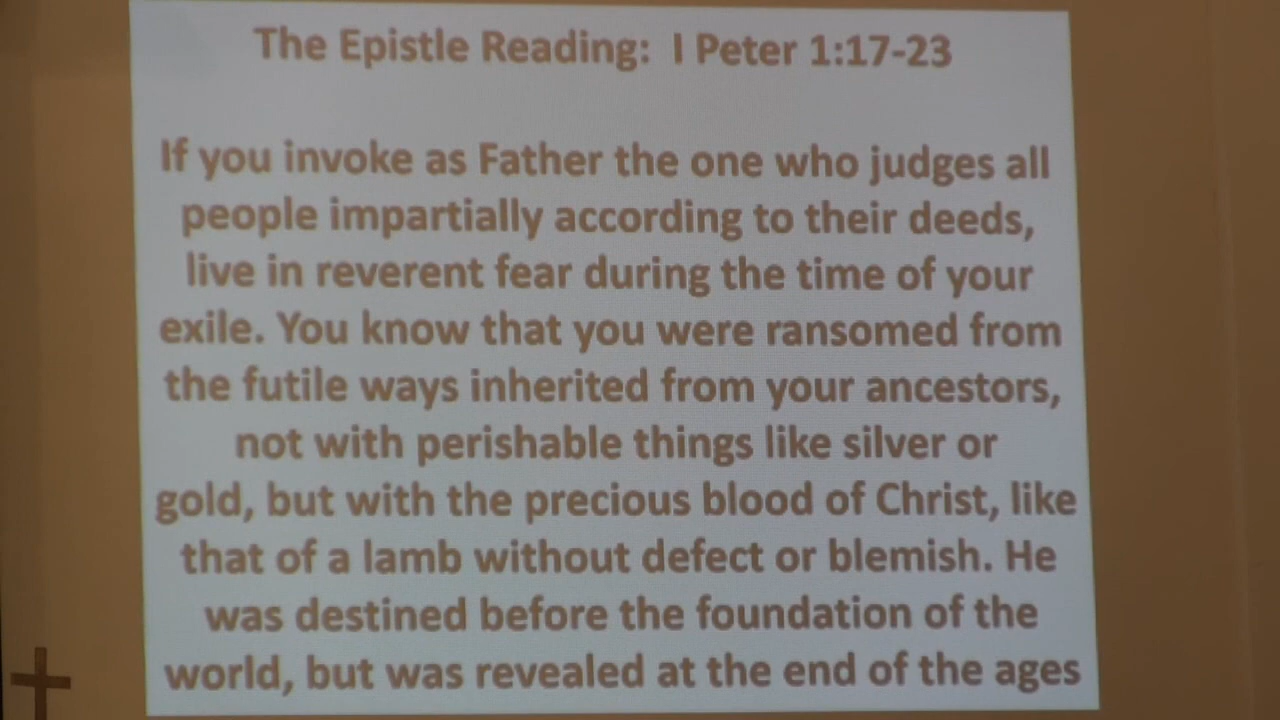 The Epistle Reading: I Peter 1:17-23
If you invoke as Father the one who judges all
people impartially according to their deeds,
live in reverent fear during the time of your
exile. You know that you were ransomed from
the futile ways inherited from your ancestors,
not with perishable things like silver or
gold, but with the precious blood of Christ, like
that of a lamb without defect or blemish. He
was destined before the foundation of the
world, but was revealed at the end of the ages